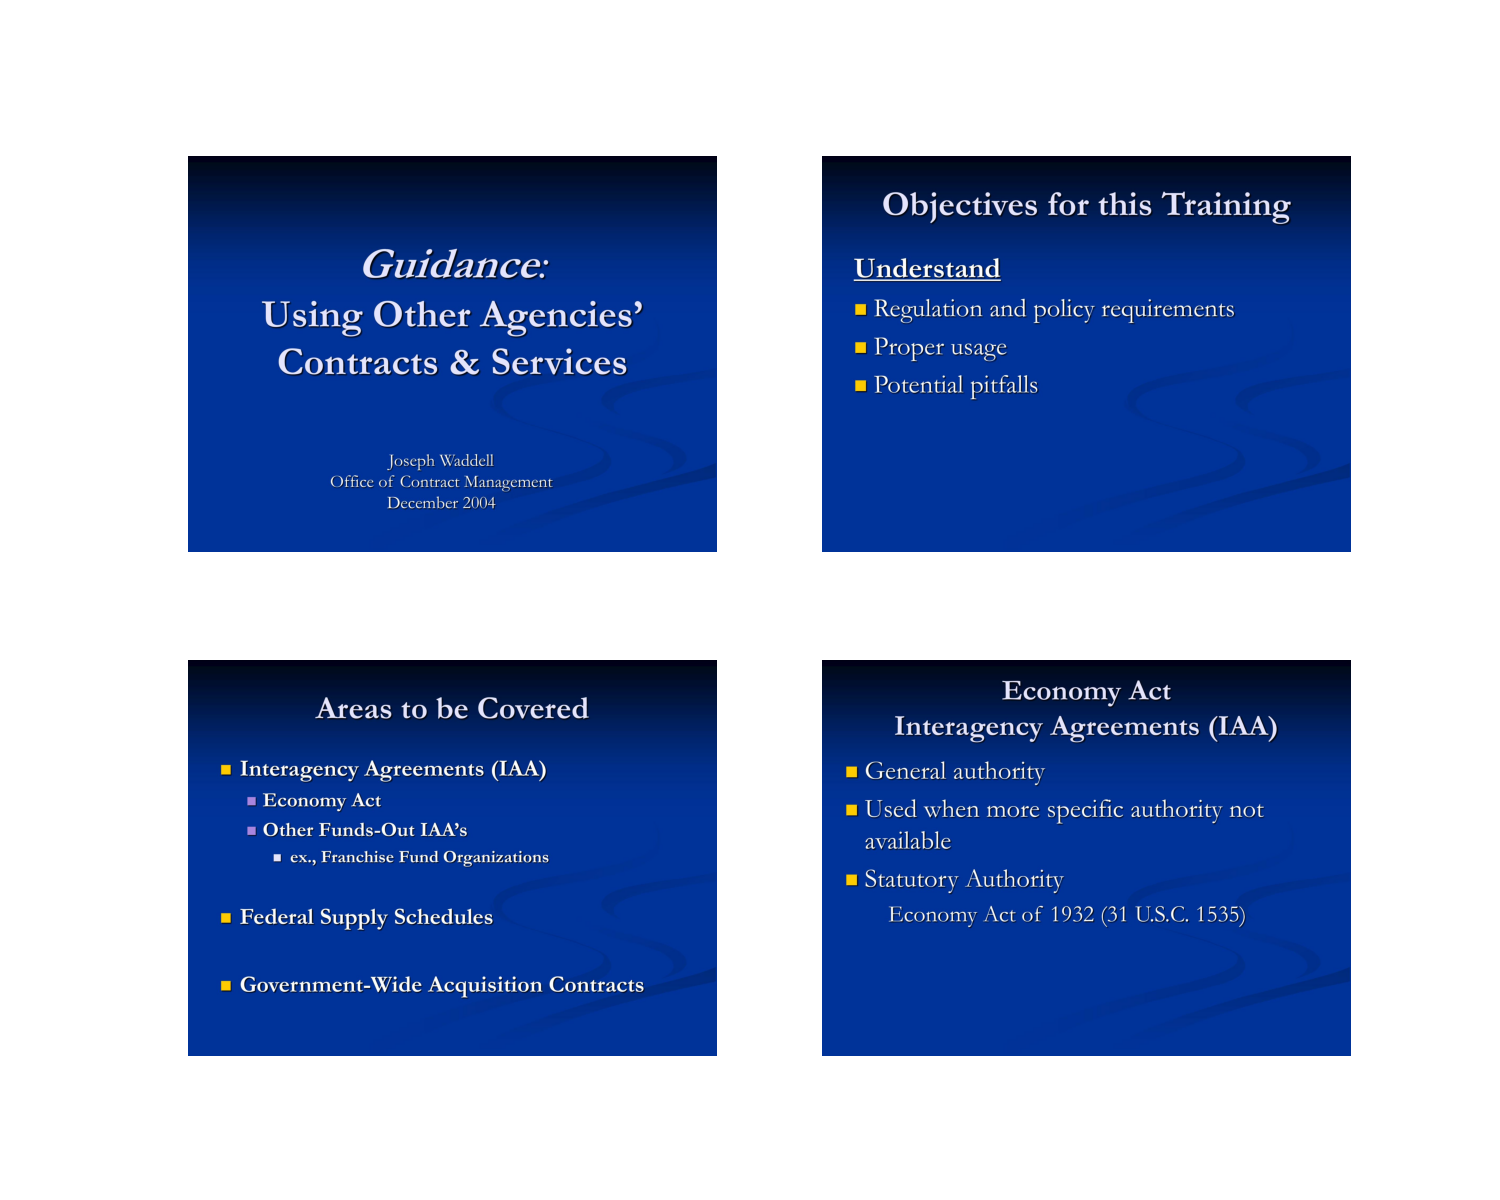 Guidance:
Using Other Agencies’
Contracts & Services
Joseph Waddell
Office of Contract Management
December 2004
Objectives for this Training
Understand
Regulation and policy requirements
Proper usage
Potential pitfalls
Areas to be Covered
Interagency Agreements (IAA)
Economy Act
Other Funds-Out IAA’s
ex., Franchise Fund Organizations
Federal Supply Schedules
Government-Wide Acquisition Contracts
Economy Act
Interagency Agreements (IAA)
General authority
Used when more specific authority not
available
Statutory Authority
Economy Act of 1932 (31 U.S.C. 1535)